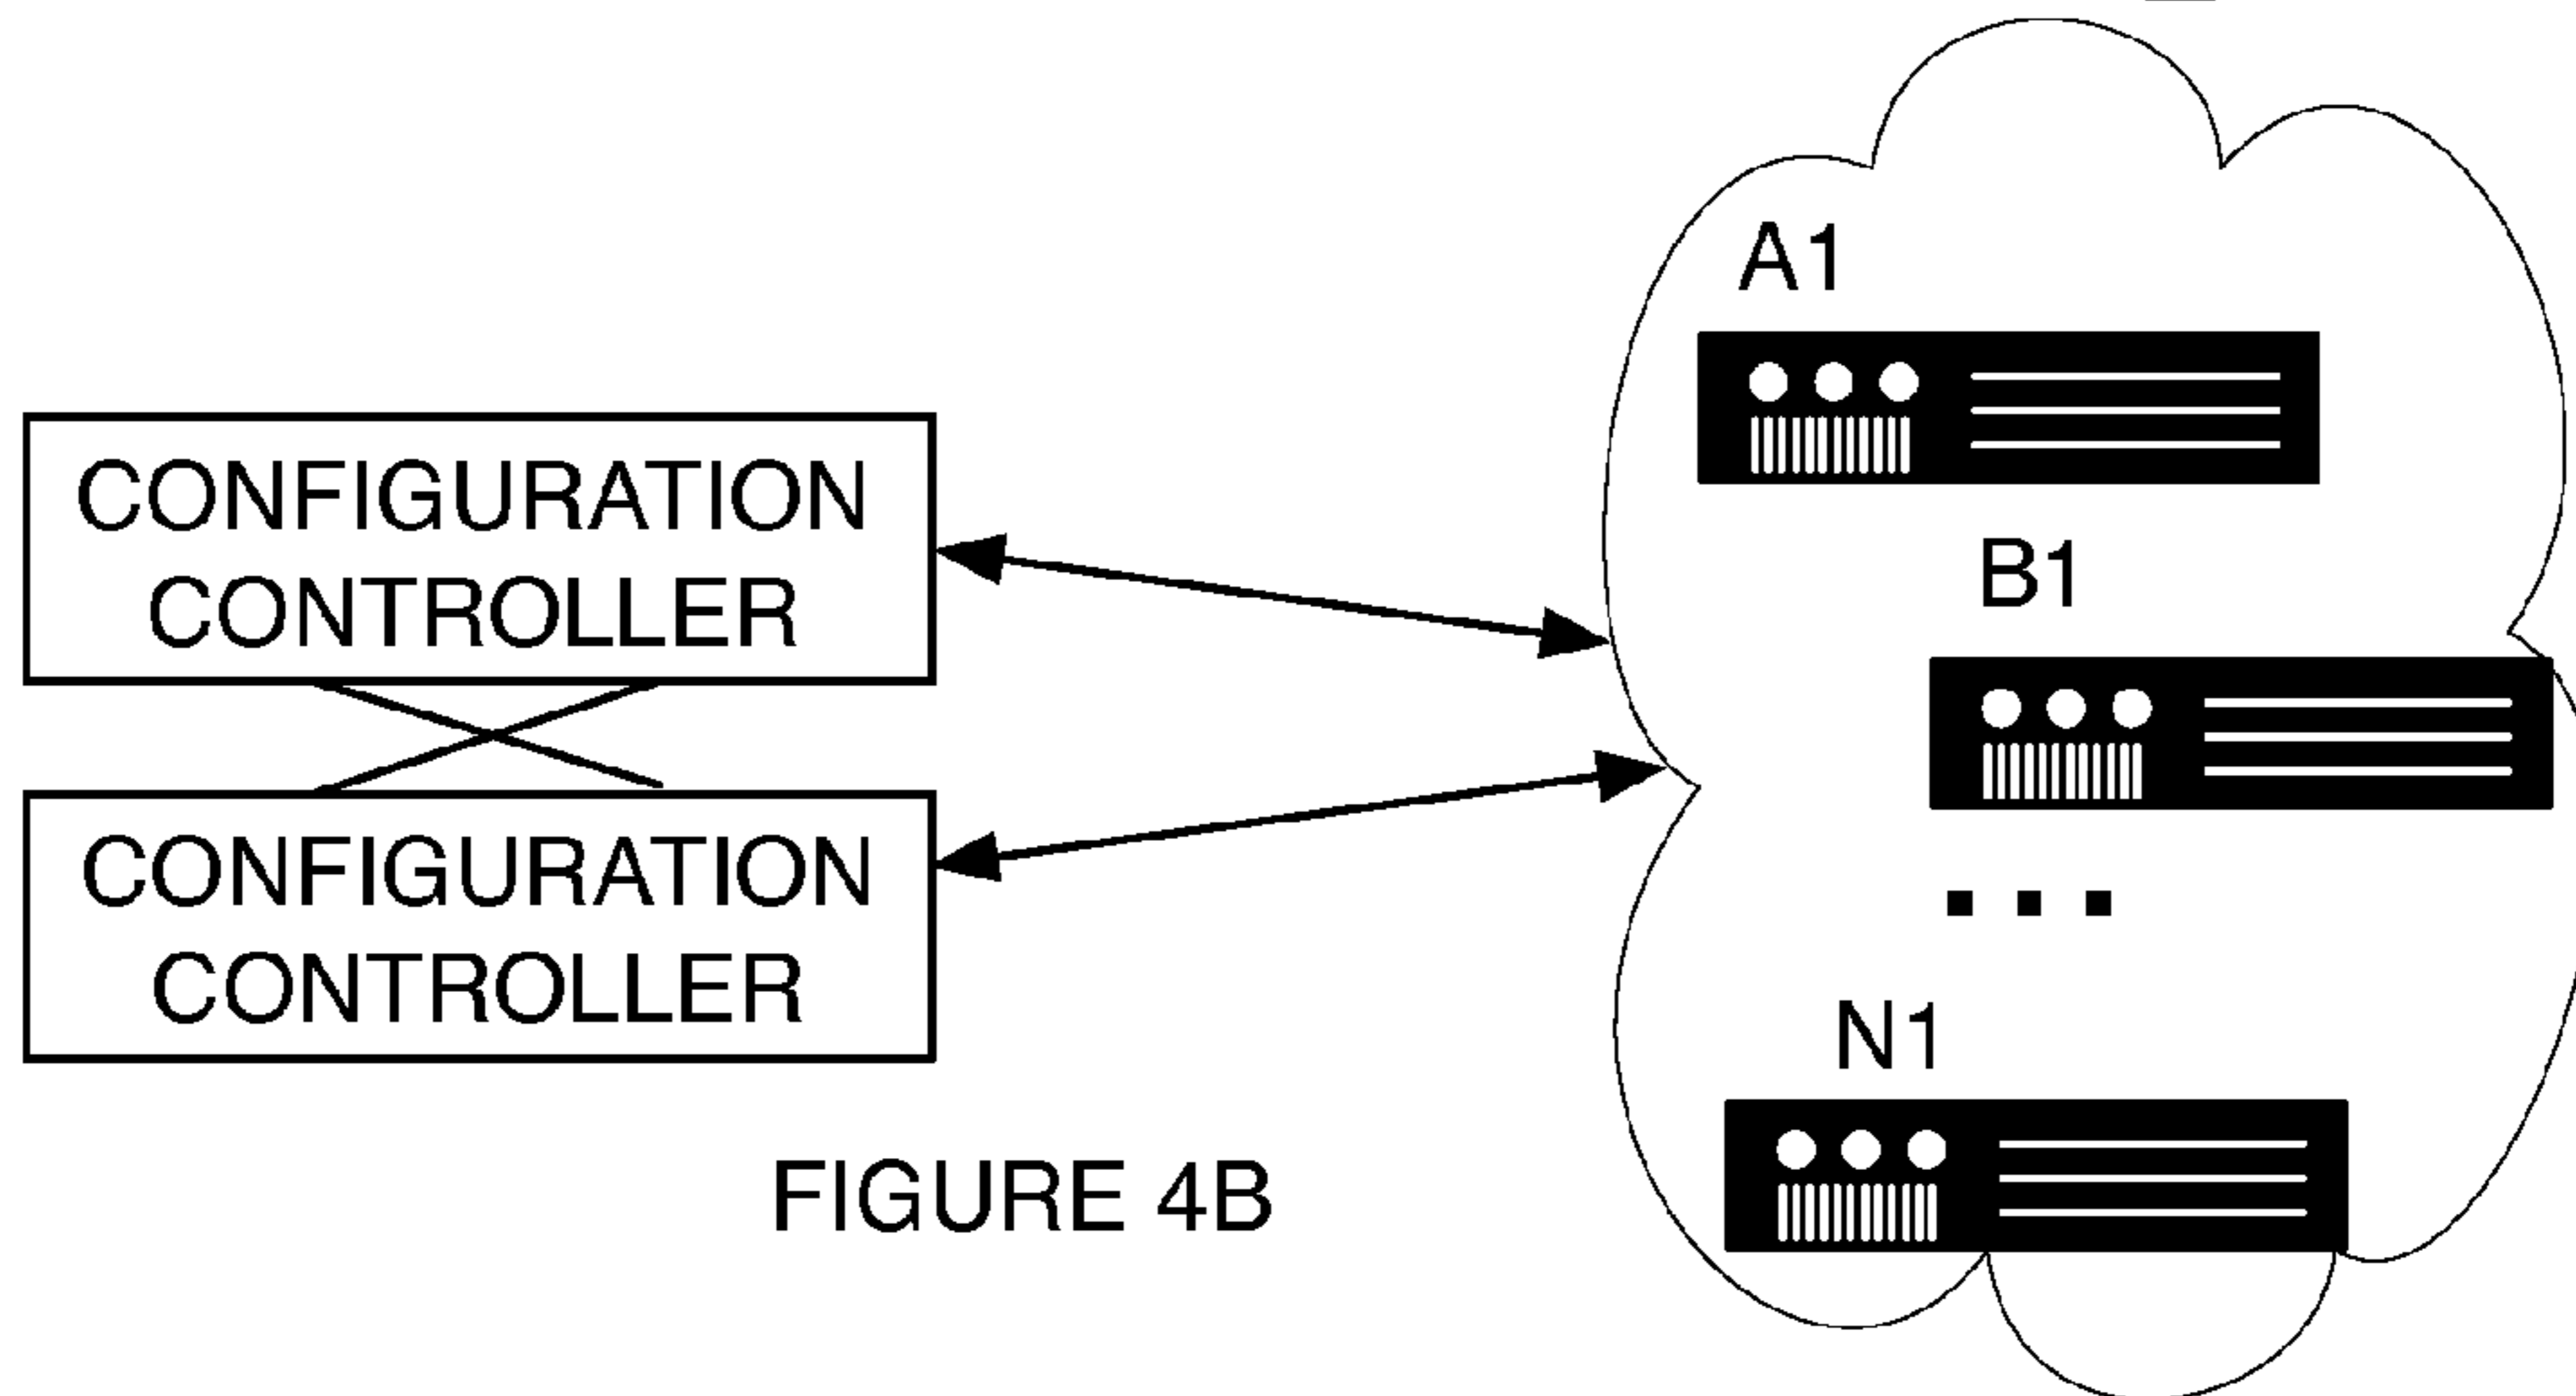 A1
CONFIGURATION
CONTROLLER
B1
CONFIGURATION
CONTROLLER
...
N1
FIGURE 4B